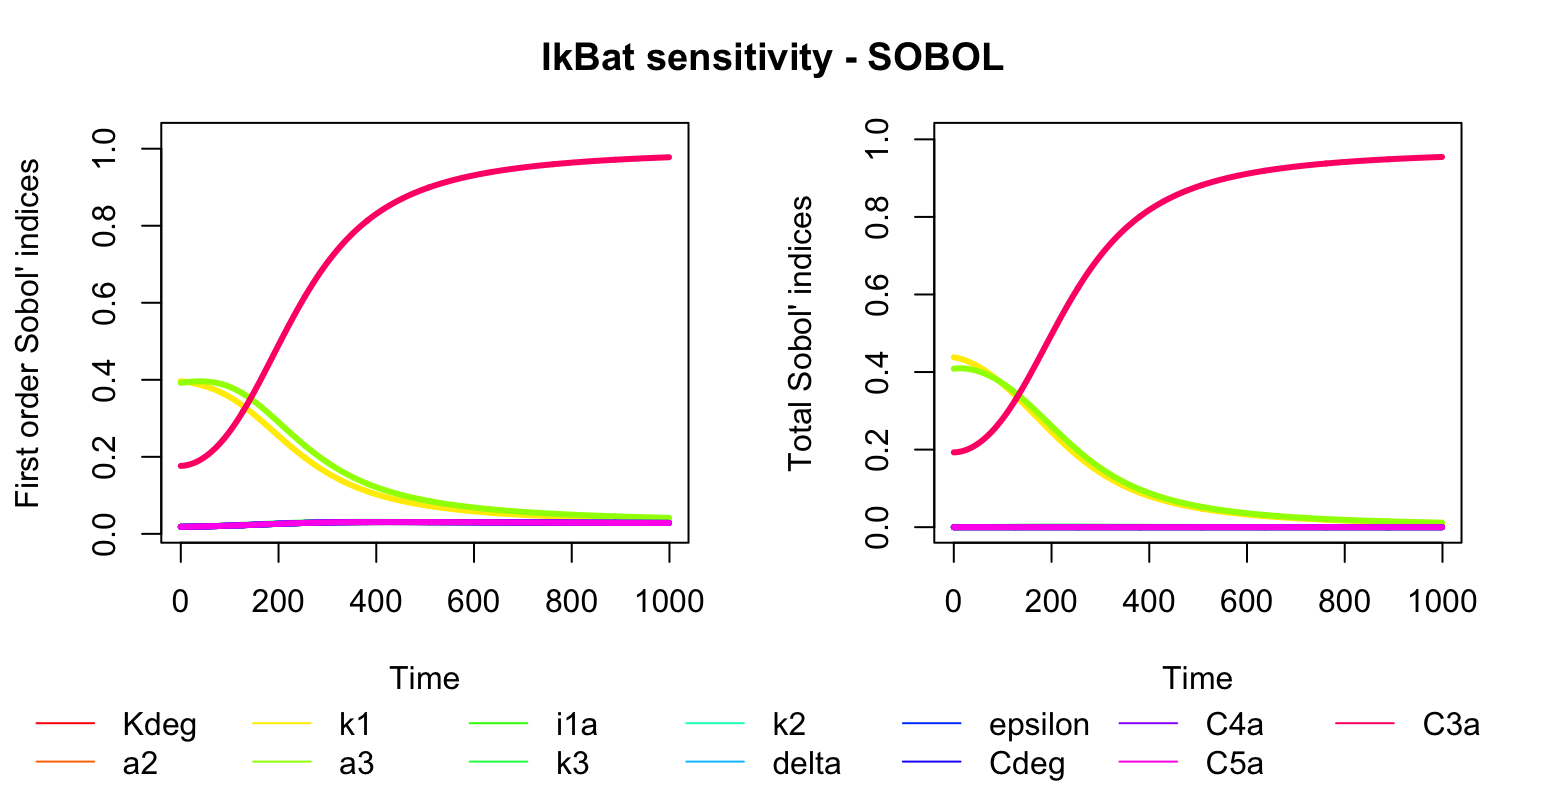 IkBat sensitivity - SOBOL
First order Sobol' indices
0.0 0.2 0.4 0.6 0.8 1.0
0 200 400 600 800 1000
Time
Total Sobol' indices
0.0 0.2 0.4 0.6 0.8 1.0
0 200 400 600 800 1000
Time
Kdeg k1 i1a k2 epsilon C4a C3a
a2 a3 k3 delta Cdeg C5a